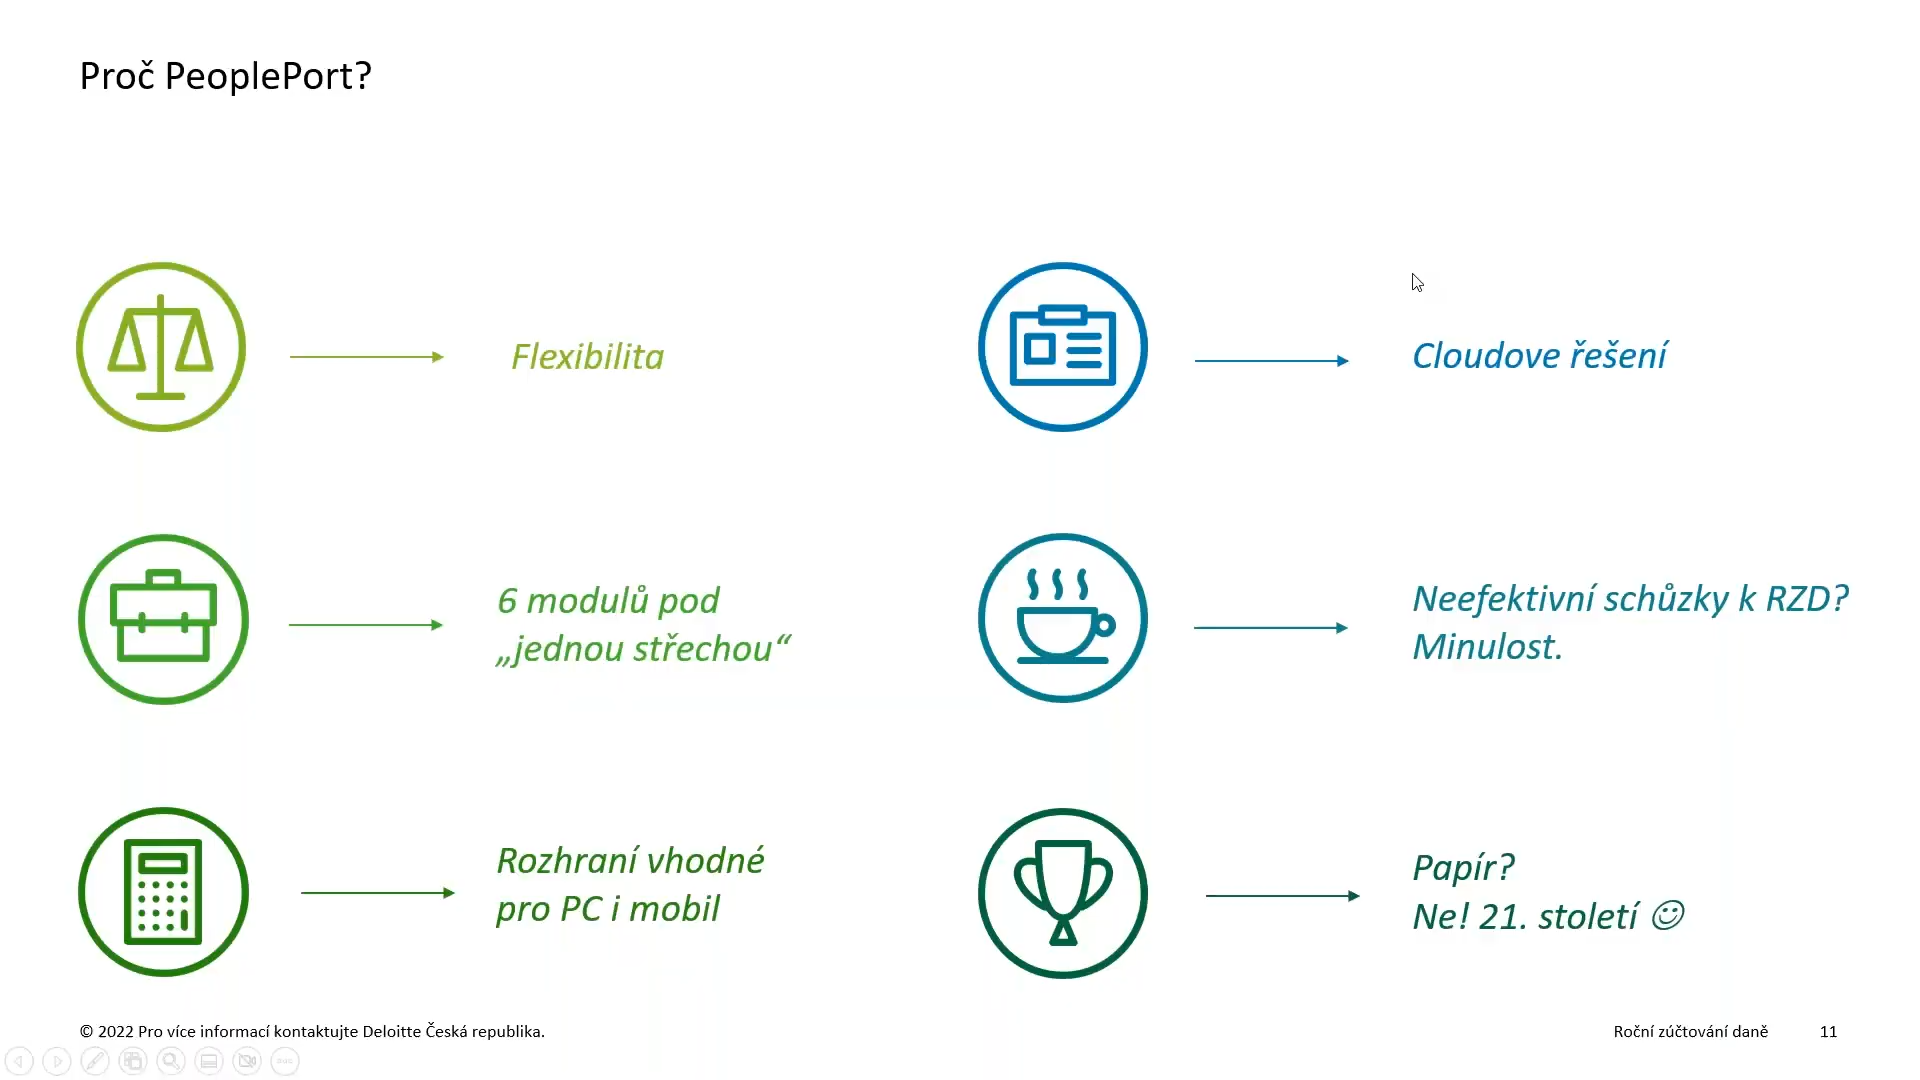 Proč PeoplePort?
Flexibilita
6 modulů pod
„jednou střechou“
Rozhraní vhodné
pro PC i mobil
Cloudove řešení
Neefektivní schůzky k RZD?
Minulost.
Papír?
Ne! 21. století ☺
© 2022 Pro více informací kontaktujte Deloitte Česká republika.
Roční zúčtování daně 11